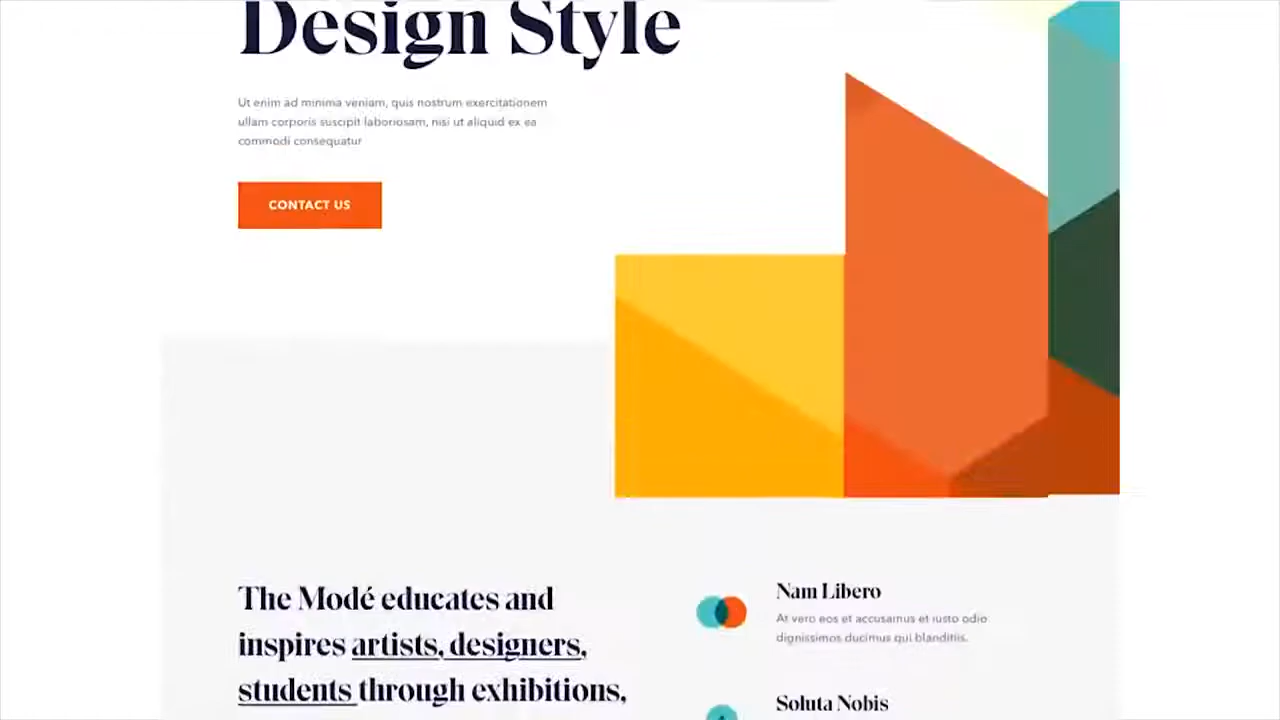 Design Style
Ut enim ad minima veniam, quis nostrum exercitationem
ullam corporis suscipit laboriosam, nisi ut aliquid ex ea
commodi consequatur
CONTACT US
The Modé educates and
inspires artists, designers,
students through exhibitions,
Nam Libero
At vero eos et accusamus et iusto odio
dignissimos ducimus qui blanditiis.
Soluta Nobis